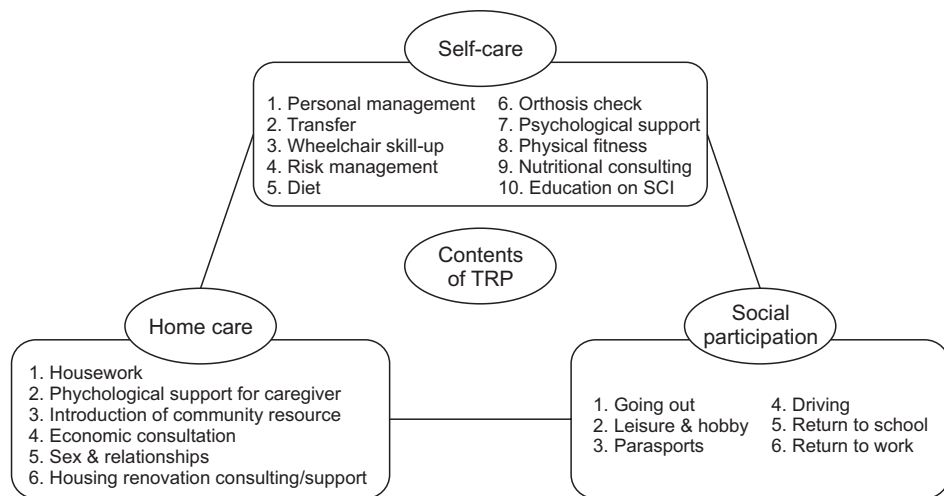 Self-care
1. Personal management
2. Transfer
3. Wheelchair skill-up
4. Risk management
5. Diet
6. Orthosis check
7. Psychological support
8. Physical fitness
9. Nutritional consulting
10. Education on SCI
Contents
of TRP
Home care
1. Housework
2. Phychological support for caregiver
3. Introduction of community resource
4. Economic consultation
5. Sex & relationships
6. Housing renovation consulting/support
Social
participation
1. Going out
2. Leisure & hobby
3. Parasports
4. Driving
5. Return to school
6. Return to work